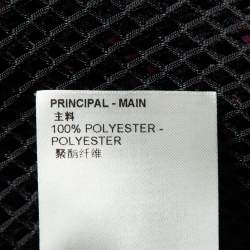 PRINCIPAL - MAIN
主料
100% POLYESTER -
POLYESTER
聚酯纤维